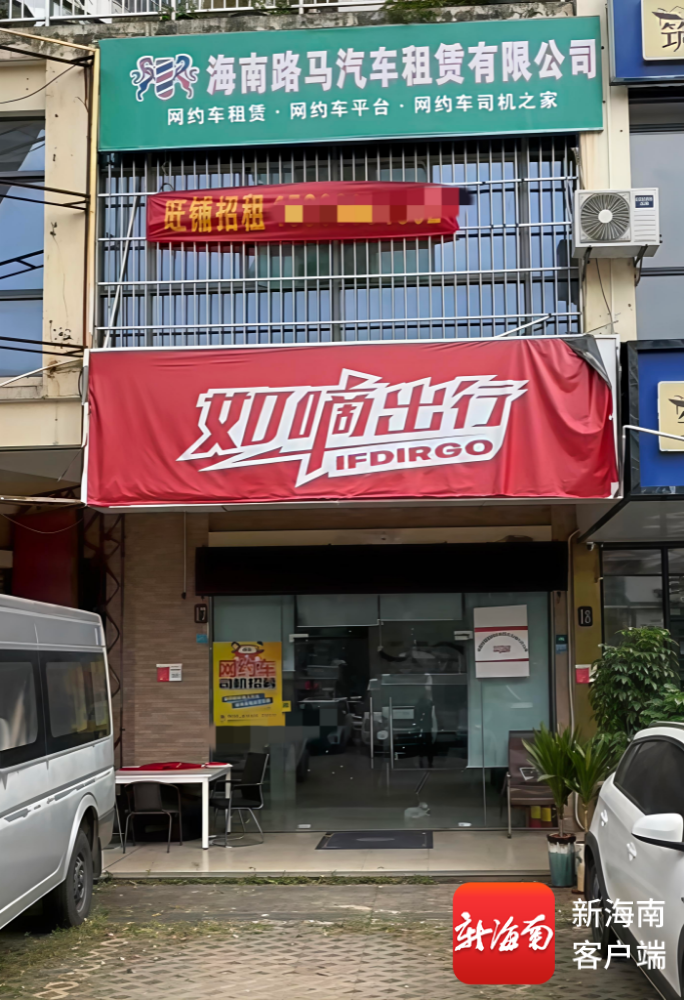 海南路马汽车租赁有限公司
网约车租赁·网约车平台·网约车司机之家
旺铺招租
如嘀出行
IFDIRGO
17
18
网约车
司机招募
新海南
新海南
客户端